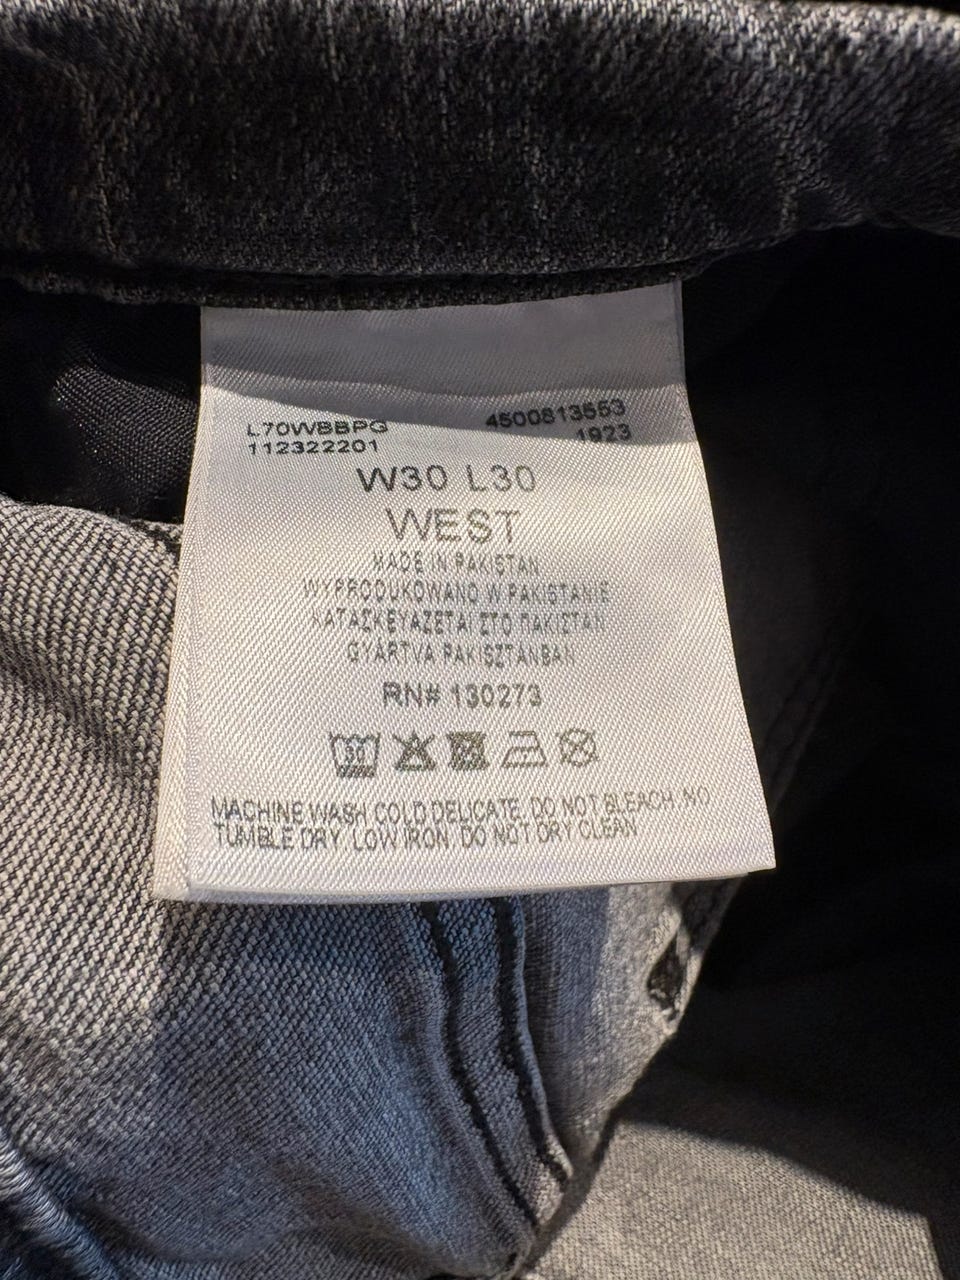 L70WBBPG 4500813553
112322201 1923
W30 L30
WEST
MADE IN PAKISTAN
WYPRODUKOWANO W PAKISTANIE
ΚΑΤΑΣΚΕΥΑΖΕΤΑΙ ΣΤΟ ΠΑΚΙΣΤΑΝ
GYÁRTVA PAKISZTÁNBAN
RN# 130273
30
MACHINE WASH COLD DELICATE. DO NOT BLEACH. NO
TUMBLE DRY. LOW IRON. DO NOT DRY CLEAN